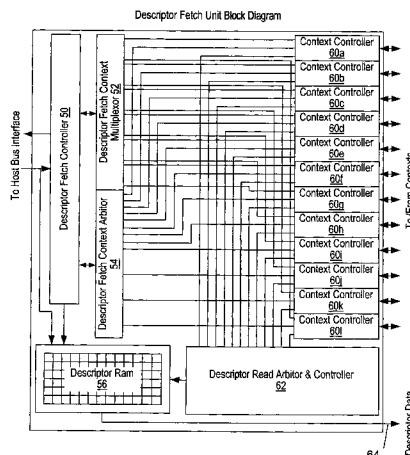 Descriptor Fetch Unit Block Diagram
To Host Bus interface
Descriptor Fetch Controller 50
Descriptor Fetch Context
Multiplexor 52
Descriptor Fetch Context Arbitor
54
Context Controller
60a
Context Controller
60b
Context Controller
60c
Context Controller
60d
Context Controller
60e
Context Controller
60f
Context Controller
60g
Context Controller
60h
Context Controller
60i
Context Controller
60j
Context Controller
60k
Context Controller
60l
To/From Contexts
Descriptor Ram
56
Descriptor Read Arbitor & Controller
62
Descriptor Data
64